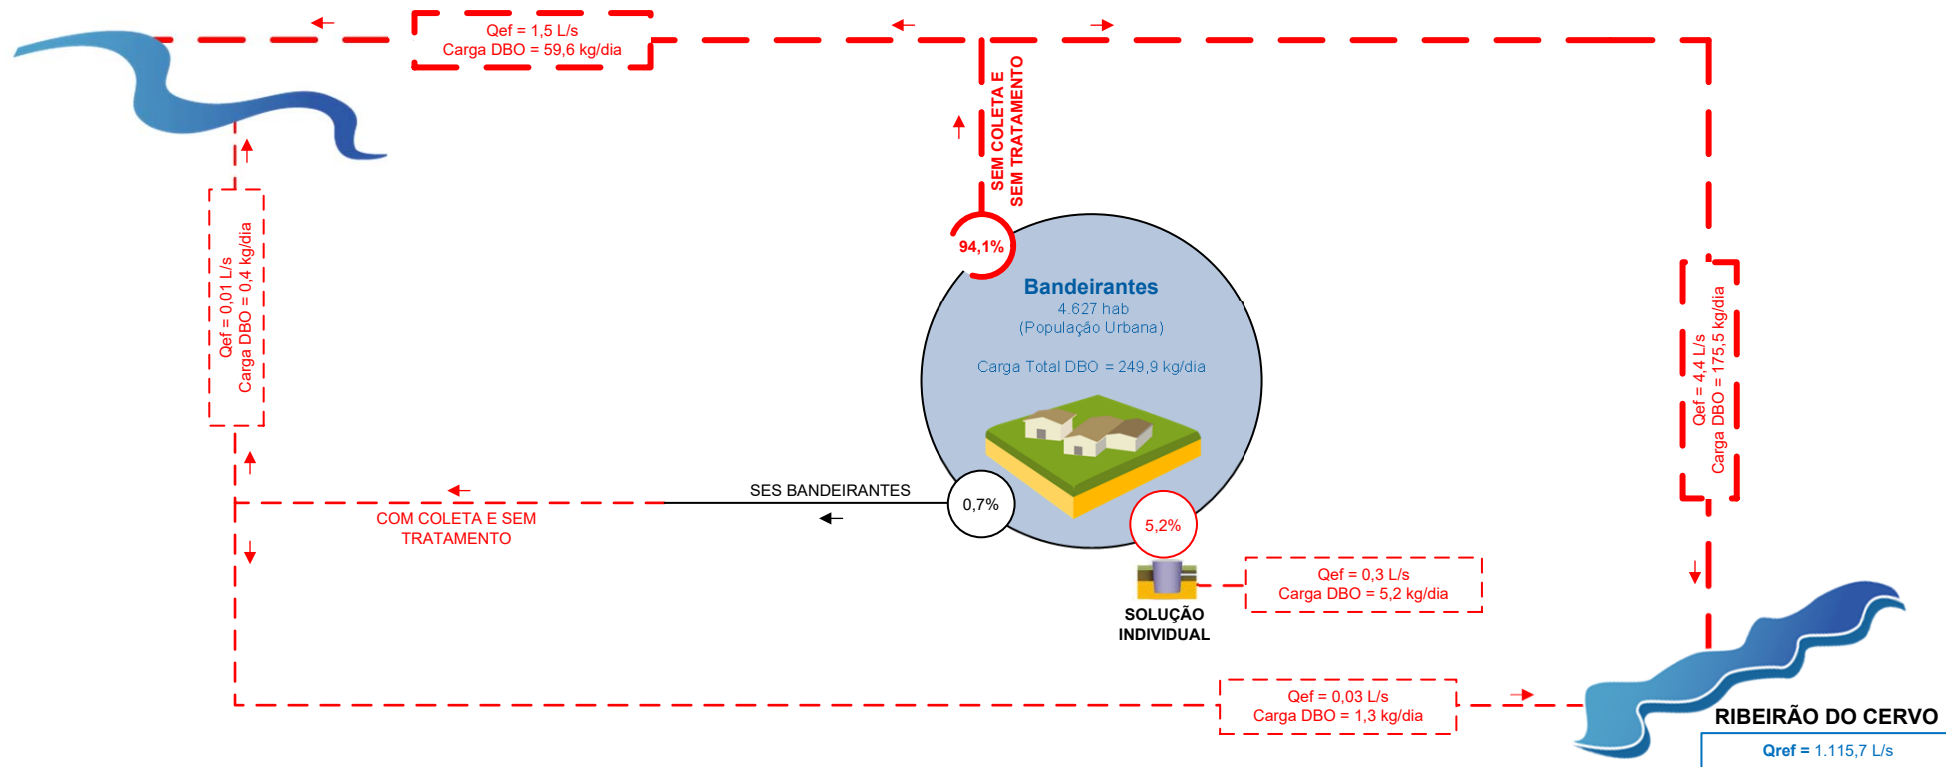 Qef = 1,5 L/s
Carga DBO = 59,6 kg/dia
SEM COLETA E
SEM TRATAMENTO
94,1%
Qef = 0,01 L/s
Carga DBO = 0,4 kg/dia
Bandeirantes
4.627 hab
(População Urbana)
Carga Total DBO = 249,9 kg/dia
Qef = 4,4 L/s
Carga DBO = 175,5 kg/dia
SES BANDEIRANTES
0,7%
COM COLETA E SEM
TRATAMENTO
5,2%
Qef = 0,3 L/s
Carga DBO = 5,2 kg/dia
SOLUÇÃO
INDIVIDUAL
Qef = 0,03 L/s
Carga DBO = 1,3 kg/dia
RIBEIRÃO DO CERVO
Qref = 1.115,7 L/s